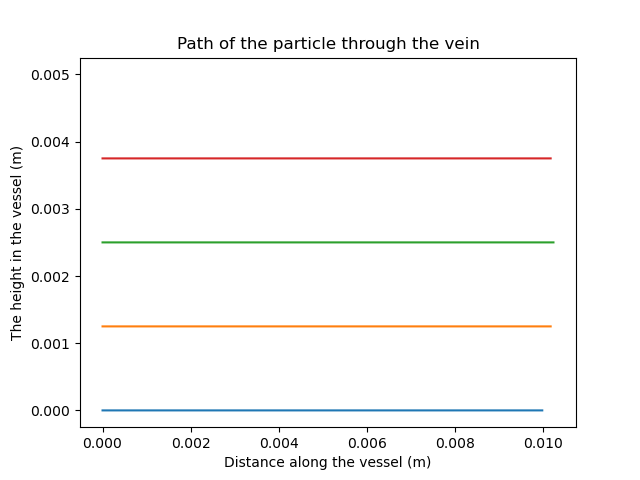 Path of the particle through the vein
The height in the vessel (m)
0.005
0.004
0.003
0.002
0.001
0.000
0.000 0.002 0.004 0.006 0.008 0.010
Distance along the vessel (m)